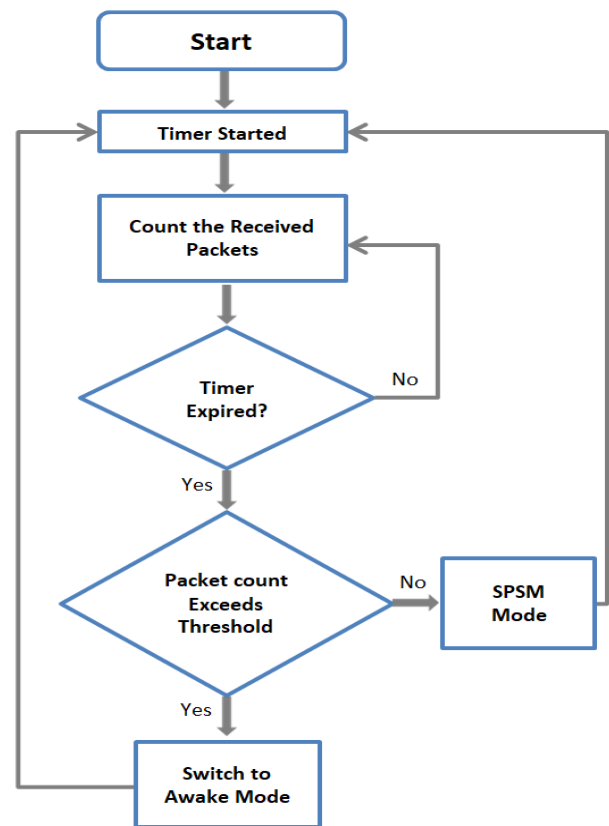 Start
Timer Started
Count the Received
Packets
Timer
Expired?
No
Yes
Packet count
Exceeds
Threshold
No
SPSM
Mode
Yes
Switch to
Awake Mode